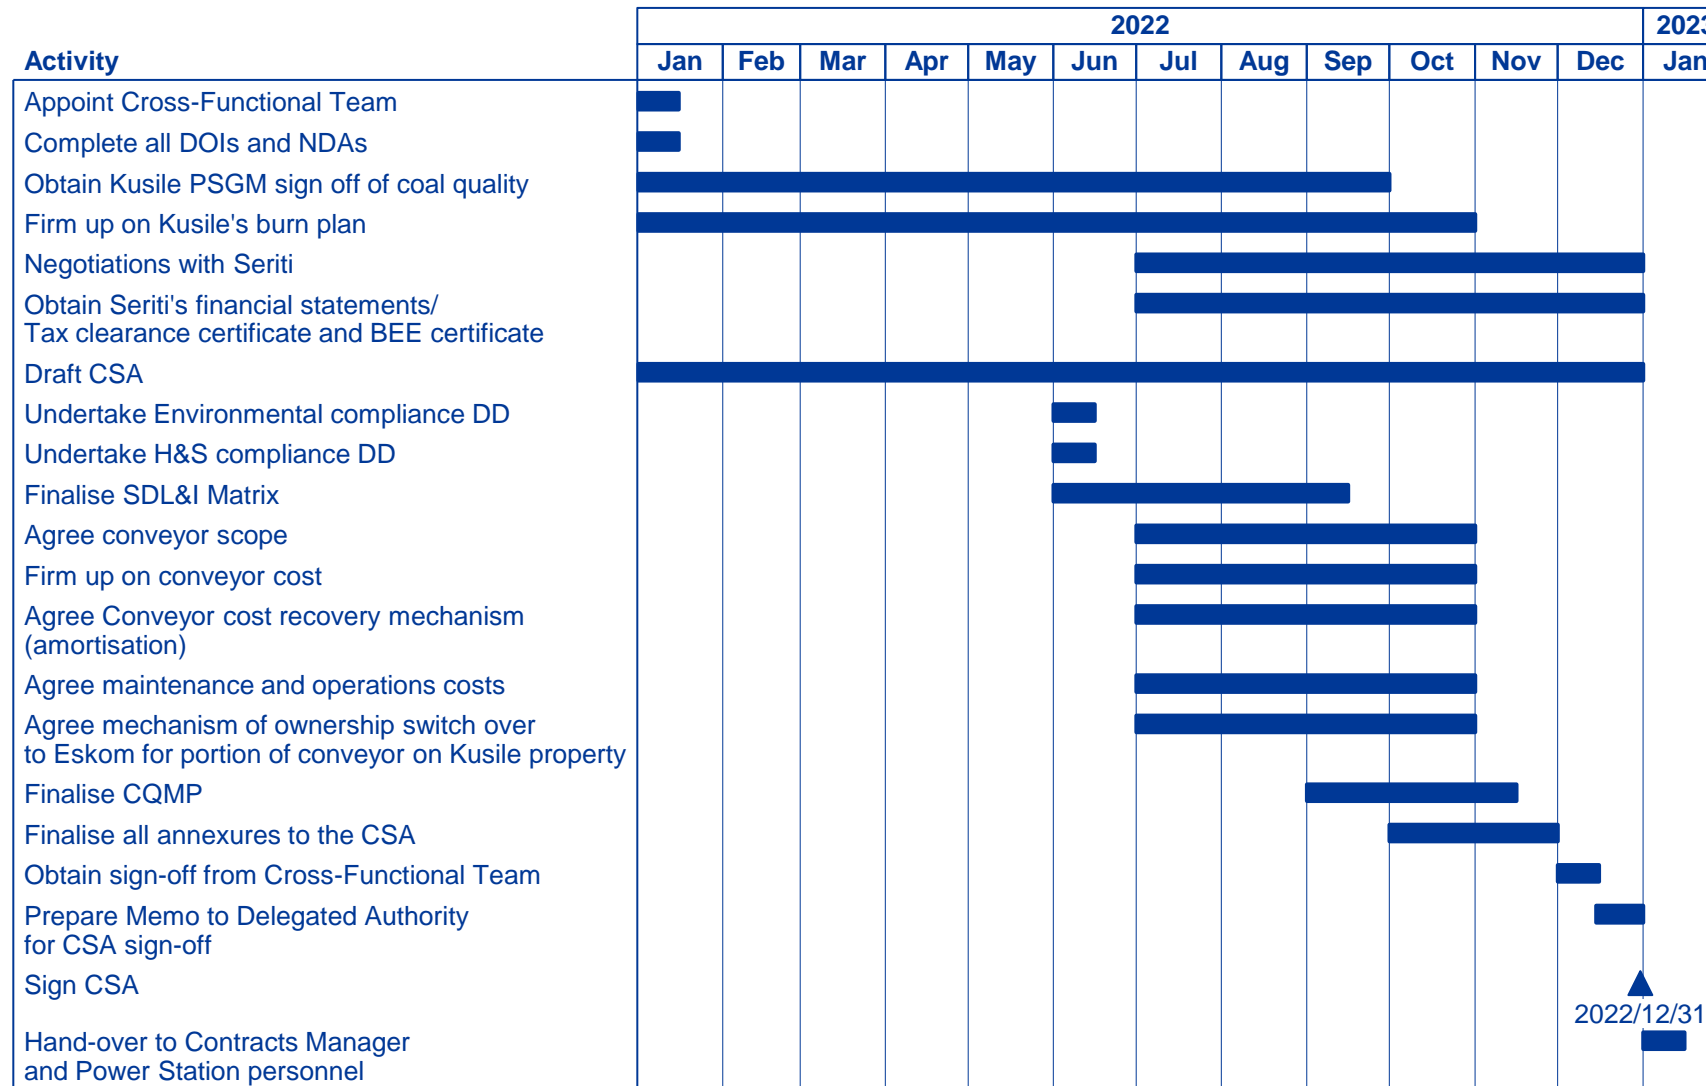 2022 2023
Activity Jan Feb Mar Apr May Jun Jul Aug Sep Oct Nov Dec Jan
Appoint Cross-Functional Team
Complete all DOIs and NDAs
Obtain Kusile PSGM sign off of coal quality
Firm up on Kusile's burn plan
Negotiations with Seriti
Obtain Seriti's financial statements/
Tax clearance certificate and BEE certificate
Draft CSA
Undertake Environmental compliance DD
Undertake H&S compliance DD
Finalise SDL&I Matrix
Agree conveyor scope
Firm up on conveyor cost
Agree Conveyor cost recovery mechanism
(amortisation)
Agree maintenance and operations costs
Agree mechanism of ownership switch over
to Eskom for portion of conveyor on Kusile property
Finalise CQMP
Finalise all annexures to the CSA
Obtain sign-off from Cross-Functional Team
Prepare Memo to Delegated Authority
for CSA sign-off
Sign CSA
2022/12/31
Hand-over to Contracts Manager
and Power Station personnel